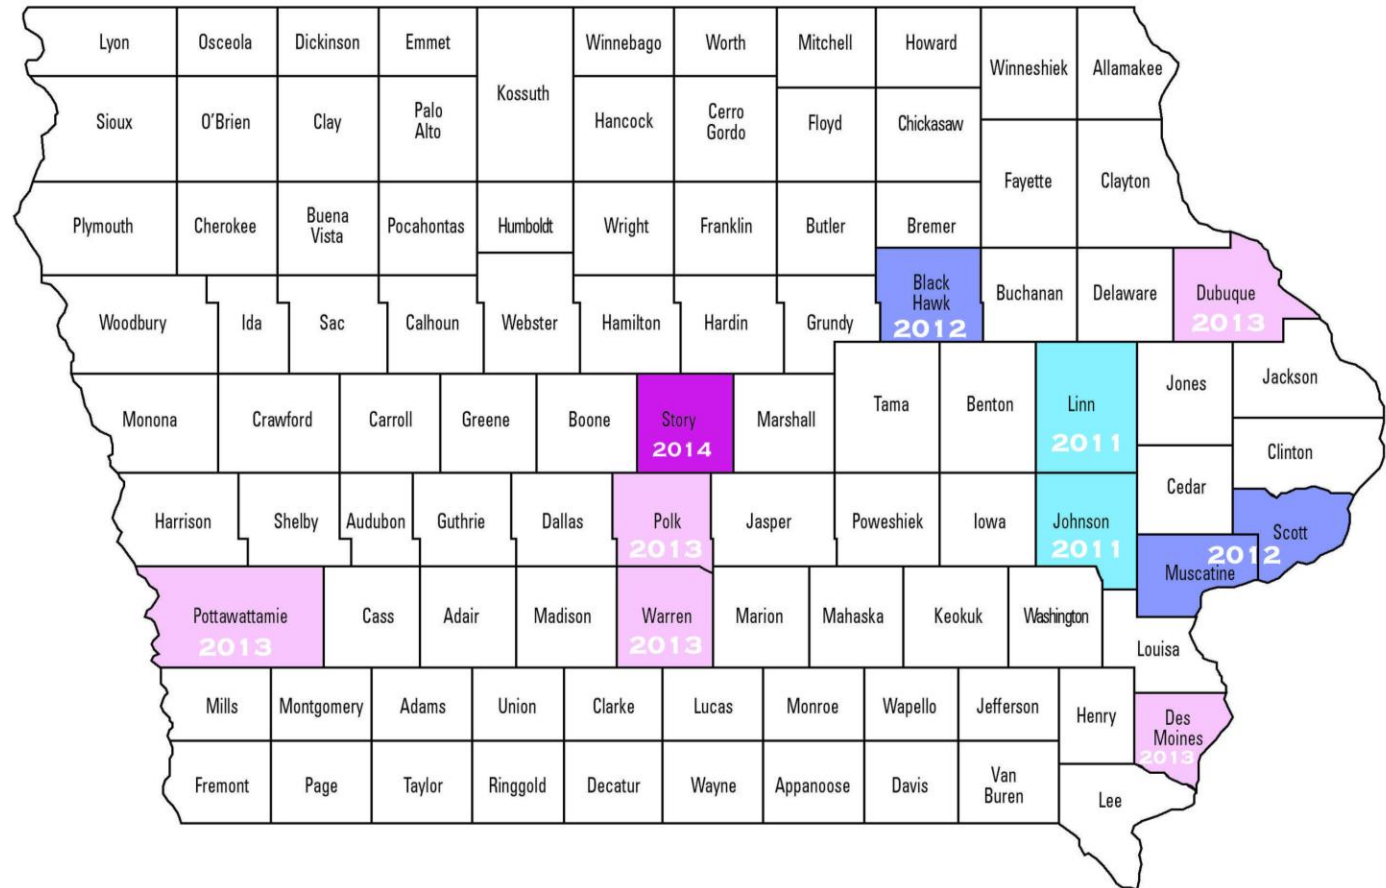 Lyon
Osceola
Dickinson
Emmet
Kossuth
Winnebago
Worth
Mitchell
Howard
Winneshiek
Allamakee
Sioux
O'Brien
Clay
Palo
Alto
Hancock
Cerro
Gordo
Floyd
Chickasaw
Fayette
Clayton
Plymouth
Cherokee
Buena
Vista
Pocahontas
Humboldt
Wright
Franklin
Butler
Bremer
Woodbury
Ida
Sac
Calhoun
Webster
Hamilton
Hardin
Grundy
Black
Hawk
2012
Buchanan
Delaware
Dubuque
2013
Monona
Crawford
Carroll
Greene
Boone
Story
2014
Marshall
Tama
Benton
Linn
2011
Jones
Jackson
Clinton
Harrison
Shelby
Audubon
Guthrie
Dallas
Polk
2013
Jasper
Poweshiek
Iowa
Johnson
2011
Cedar
Scott
2012
Muscatine
Pottawattamie
2013
Cass
Adair
Madison
Warren
2013
Marion
Mahaska
Keokuk
Washington
Louisa
Mills
Montgomery
Adams
Union
Clarke
Lucas
Monroe
Wapello
Jefferson
Henry
Des
Moines
2013
Fremont
Page
Taylor
Ringgold
Decatur
Wayne
Appanoose
Davis
Van
Buren
Lee